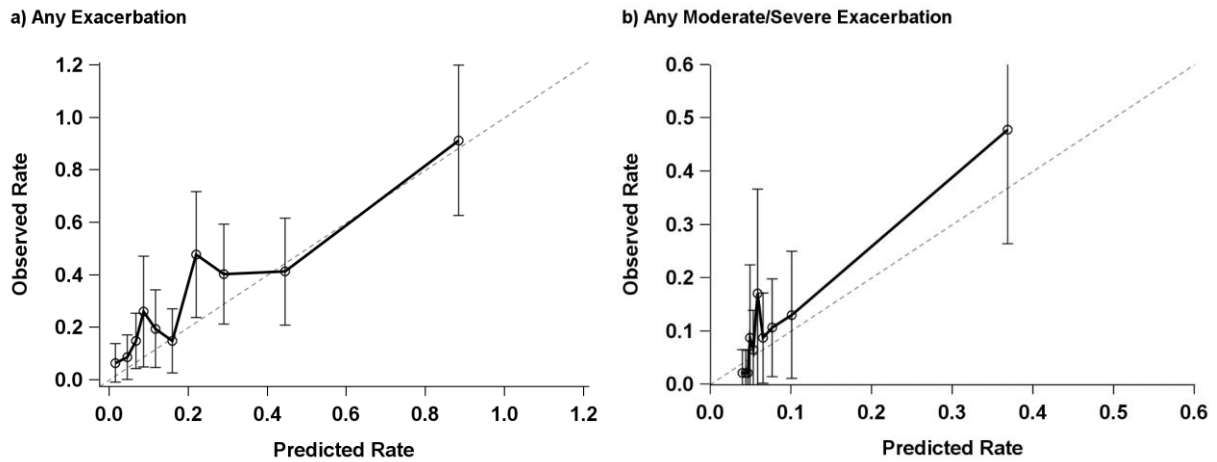 a) Any Exacerbation
1.2
1.0
0.8
0.6
0.4
0.2
0.0
Observed Rate
0.0 0.2 0.4 0.6 0.8 1.0 1.2
Predicted Rate
b) Any Moderate/Severe Exacerbation
0.6
0.5
0.4
0.3
0.2
0.1
0.0
Observed Rate
0.0 0.1 0.2 0.3 0.4 0.5 0.6
Predicted Rate